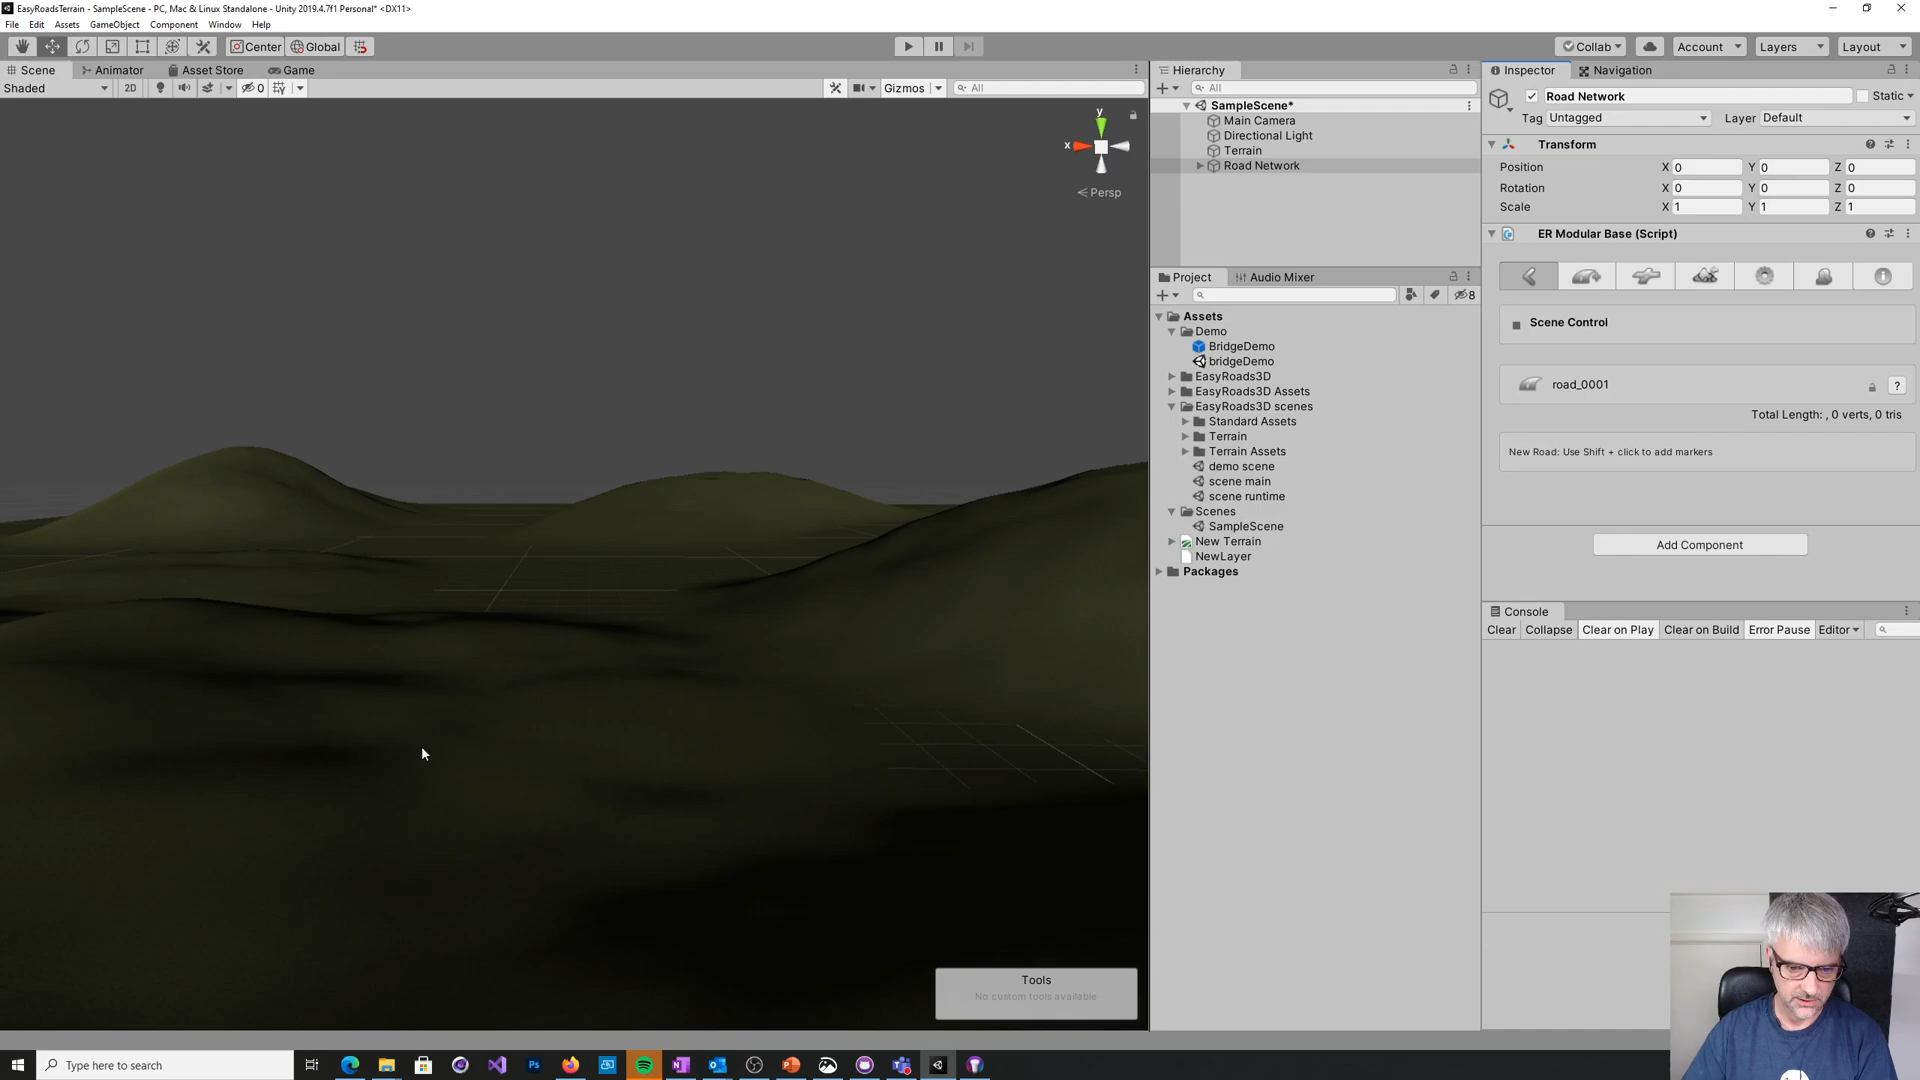 EasyRoadsTerrain - SampleScene - PC, Mac & Linux Standalone - Unity 2019.4.7f1 Personal* <DX11>
File Edit Assets GameObject Component Window Help
Center Global
Collab Account Layers Layout
Scene Animator Asset Store Game
Shaded 2D 0 Gizmos All
y
x
Persp
Tools
No custom tools available
Hierarchy
All
SampleScene*
Main Camera
Directional Light
Terrain
Road Network
Project Audio Mixer
8
Assets
Demo
BridgeDemo
bridgeDemo
EasyRoads3D
EasyRoads3D Assets
EasyRoads3D scenes
Standard Assets
Terrain
Terrain Assets
demo scene
scene main
scene runtime
Scenes
SampleScene
New Terrain
NewLayer
Packages
Inspector Navigation
Road Network Static
Tag Untagged Layer Default
Transform
Position X 0 Y 0 Z 0
Rotation X 0 Y 0 Z 0
Scale X 1 Y 1 Z 1
ER Modular Base (Script)
Scene Control
road_0001 ?
Total Length: , 0 verts, 0 tris
New Road: Use Shift + click to add markers
Add Component
Console
Clear Collapse Clear on Play Clear on Build Error Pause Editor
Type here to search